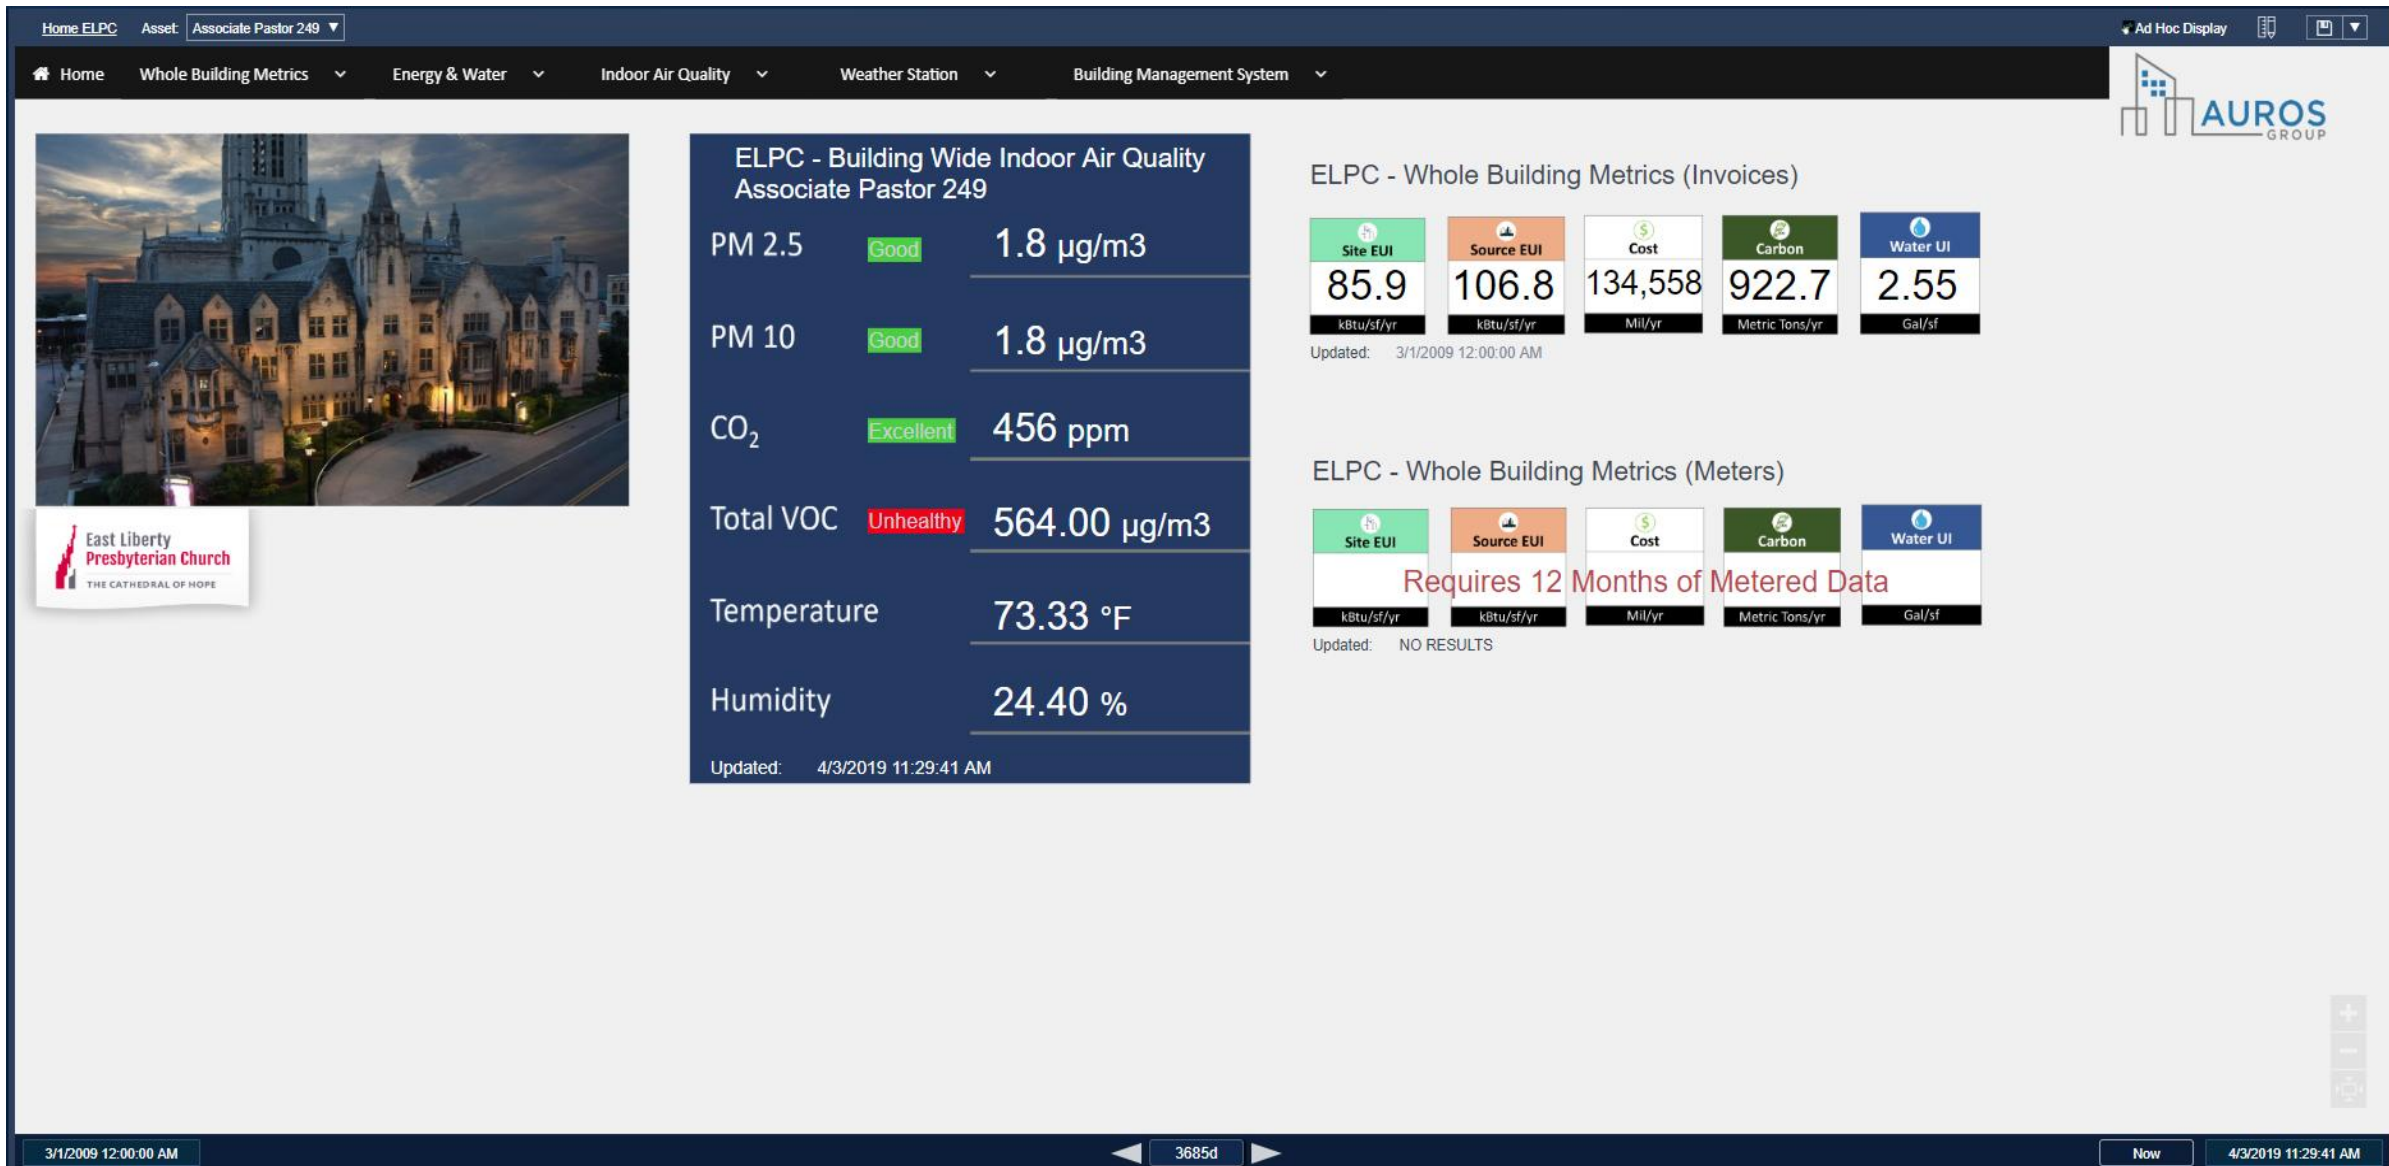 Home ELPC Asset: Associate Pastor 249 ▼ Ad Hoc Display ▼
Home Whole Building Metrics Energy & Water Indoor Air Quality Weather Station Building Management System
AUROS
GROUP
ELPC - Building Wide Indoor Air Quality
Associate Pastor 249
PM 2.5 Good 1.8 µg/m3
PM 10 Good 1.8 µg/m3
CO₂ Excellent 456 ppm
Total VOC Unhealthy 564.00 µg/m3
Temperature 73.33 °F
Humidity 24.40 %
Updated: 4/3/2019 11:29:41 AM
East Liberty
Presbyterian Church
THE CATHEDRAL OF HOPE
ELPC - Whole Building Metrics (Invoices)
Site EUI Source EUI Cost Carbon Water UI
85.9 106.8 134,558 922.7 2.55
kBtu/sf/yr kBtu/sf/yr Mil/yr Metric Tons/yr Gal/sf
Updated: 3/1/2009 12:00:00 AM
ELPC - Whole Building Metrics (Meters)
Site EUI Source EUI Cost Carbon Water UI
Requires 12 Months of Metered Data
kBtu/sf/yr kBtu/sf/yr Mil/yr Metric Tons/yr Gal/sf
Updated: NO RESULTS
3/1/2009 12:00:00 AM 3685d Now 4/3/2019 11:29:41 AM